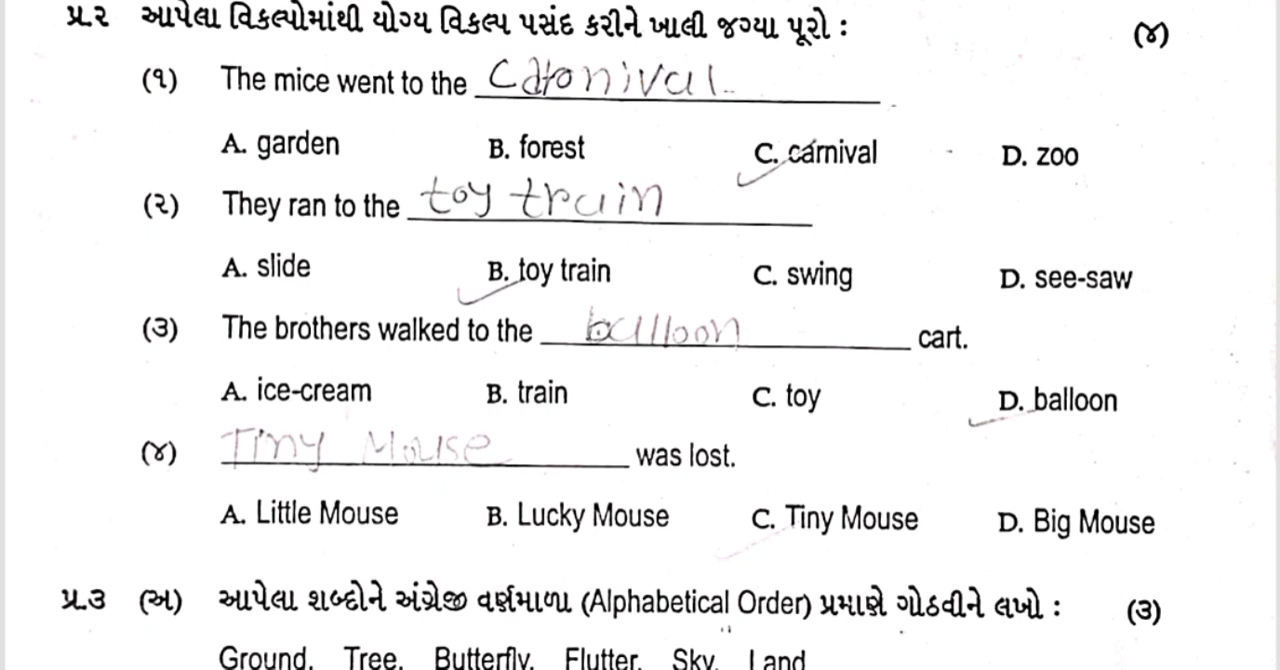 પ્ર.૨ આપેલા વિકલ્પોમાંથી યોગ્ય વિકલ્પ પસંદ કરીને ખાલી જગ્યા પૂરો : (૪)
(૧) The mice went to the carnival
A. garden B. forest C. carnival D. zoo
(૨) They ran to the toy train
A. slide B. toy train C. swing D. see-saw
(૩) The brothers walked to the balloon cart.
A. ice-cream B. train C. toy D. balloon
(૪) Tiny Mouse was lost.
A. Little Mouse B. Lucky Mouse C. Tiny Mouse D. Big Mouse
પ્ર.૩ (અ) આપેલા શબ્દોને અંગ્રેજી વર્ણમાળા (Alphabetical Order) પ્રમાણે ગોઠવીને લખો : (૩)
Ground, Tree, Butterfly, Flutter, Sky, Land